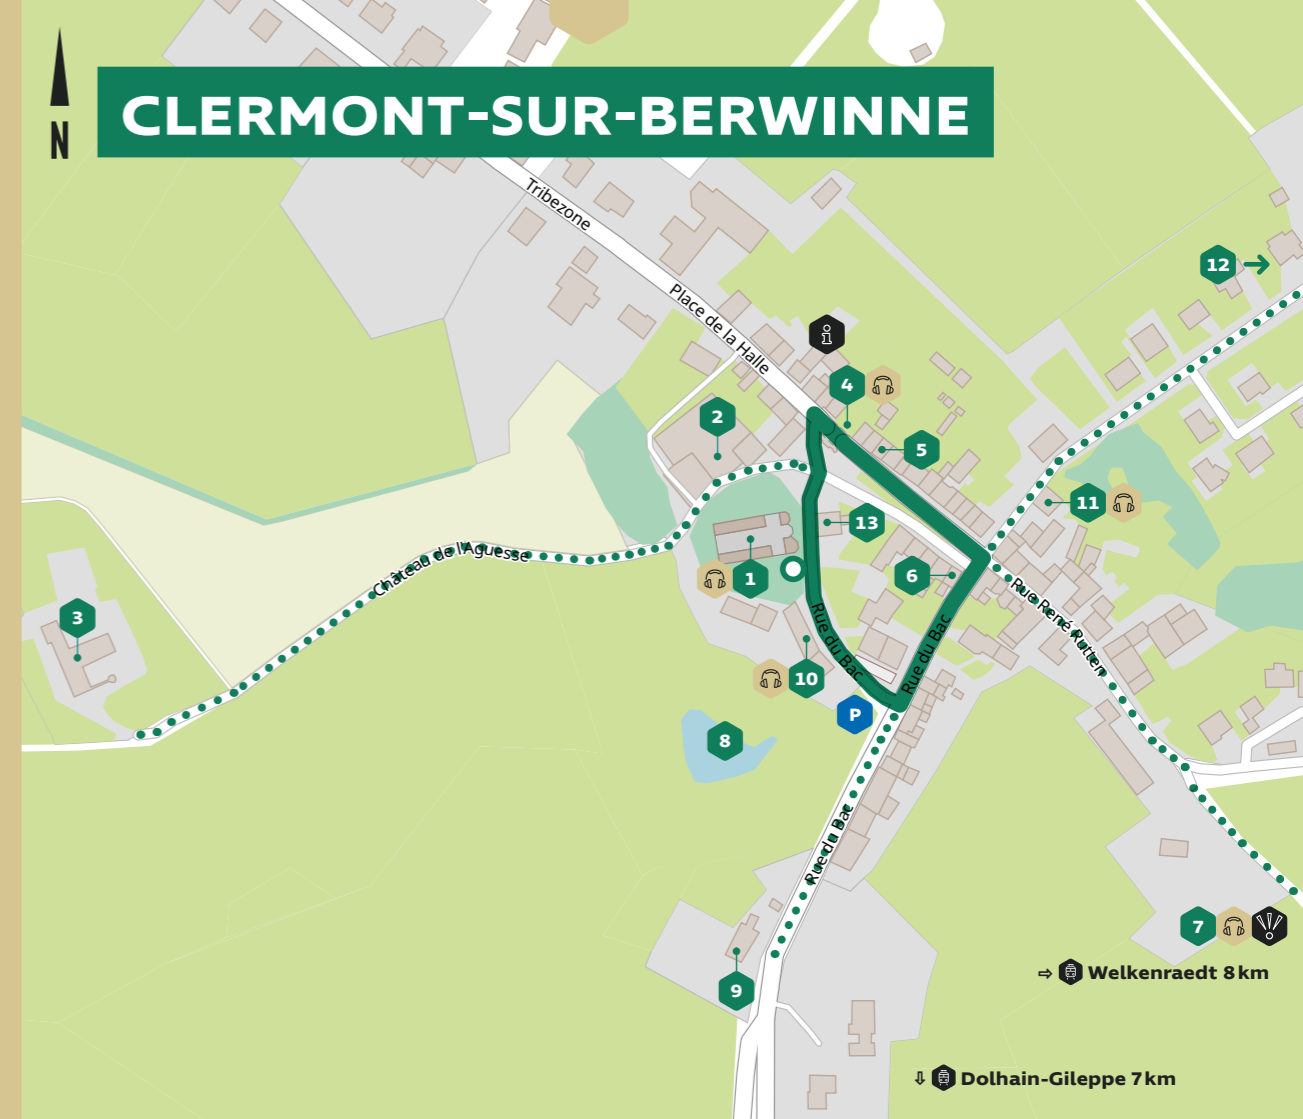 CLERMONT-SUR-BERWINNE
N
Tribezone
12
Place de la Halle
i
4
2
5
11
13
Château de l'Aguesse
1
6
3
Rue René Rutten
Rue du Bac
Rue du Bac
10
P
8
Rue du Bac
7
Welkenraedt 8 km
9
Dolhain-Gileppe 7 km